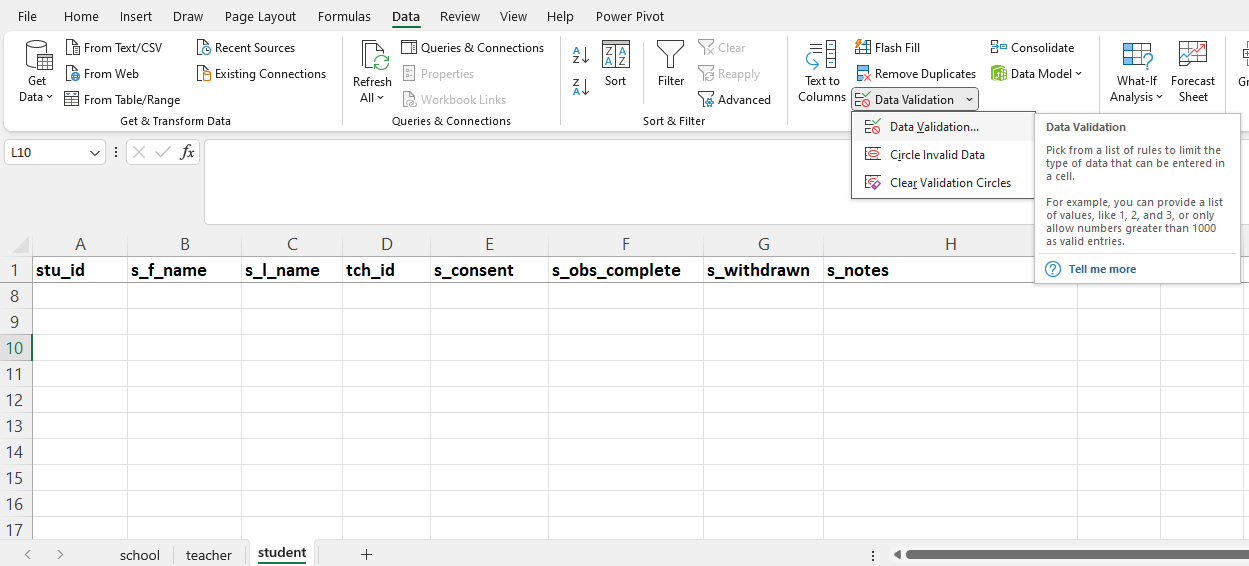 File Home Insert Draw Page Layout Formulas Data Review View Help Power Pivot
Get
Data
From Text/CSV
From Web
From Table/Range
Recent Sources
Existing Connections
Get & Transform Data
Refresh
All
Queries & Connections
Properties
Workbook Links
Queries & Connections
A
Z
Z
A
Z A
A Z
Sort
Filter
Clear
Reapply
Advanced
Sort & Filter
Text to
Columns
Flash Fill
Remove Duplicates
Data Validation
Consolidate
Data Model
What-If
Analysis
Forecast
Sheet
Data Validation...
Circle Invalid Data
Clear Validation Circles
Data Validation
Pick from a list of rules to limit the
type of data that can be entered in
a cell.
For example, you can provide a list
of values, like 1, 2, and 3, or only
allow numbers greater than 1000
as valid entries.
Tell me more
L10 fx
A B C D E F G H
1 stu_id s_f_name s_l_name tch_id s_consent s_obs_complete s_withdrawn s_notes
8
9
10
11
12
13
14
15
16
17
school teacher student